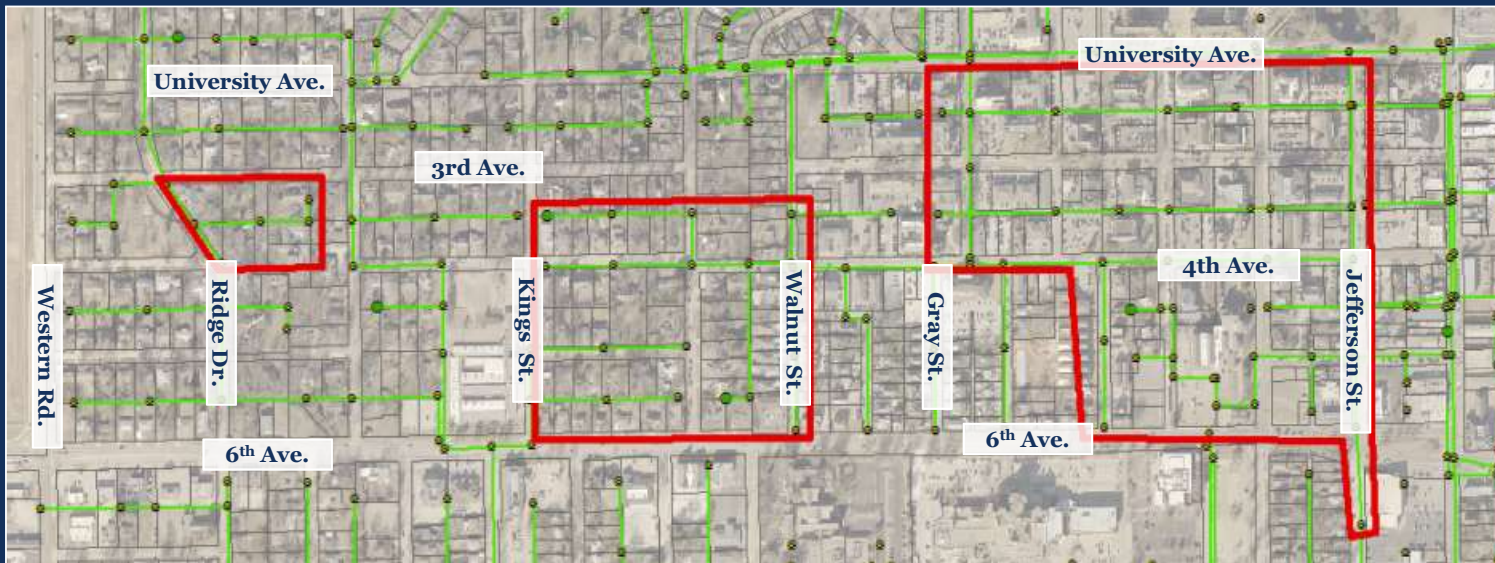 University Ave.
University Ave.
3rd Ave.
4th Ave.
Western Rd.
Ridge Dr.
Kings St.
Walnut St.
Gray St.
Jefferson St.
6th Ave.
6th Ave.